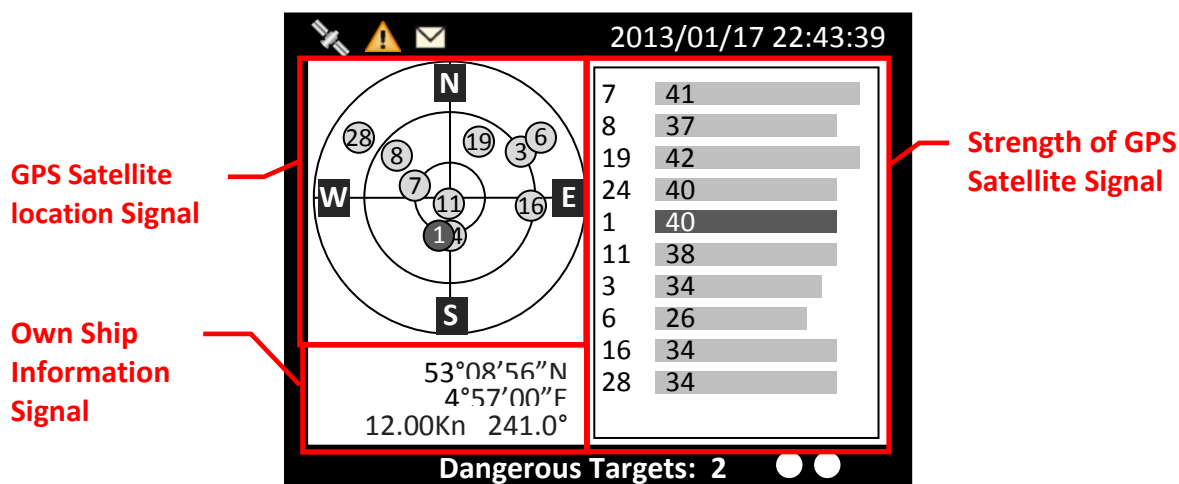 2013/01/17 22:43:39
N
28
8
19
3
6
7
W
11
16
E
1
4
S
53°08’56”N
4°57’00”E
12.00Kn 241.0°
7 41
8 37
19 42
24 40
1 40
11 38
3 34
6 26
16 34
28 34
Dangerous Targets: 2
GPS Satellite
location Signal
Own Ship
Information
Signal
Strength of GPS
Satellite Signal